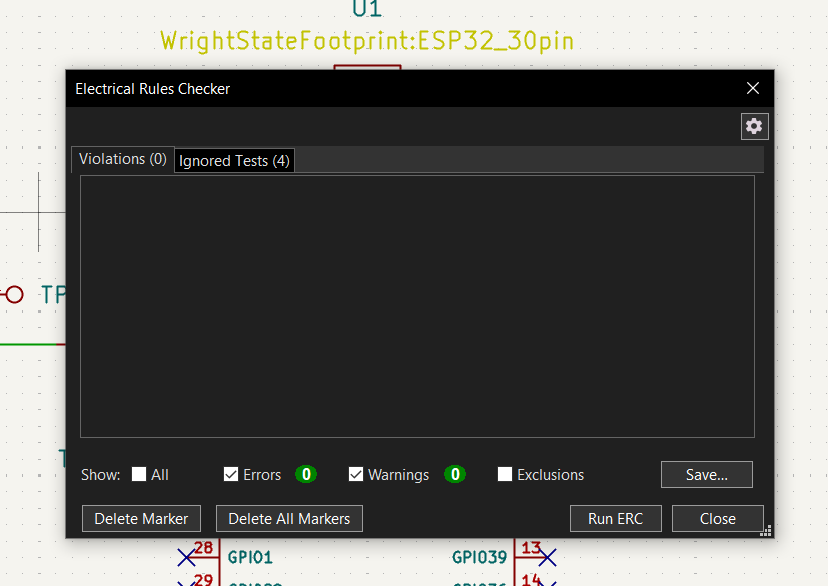 U1
WrightStateFootprint:ESP32_30pin
Electrical Rules Checker
Violations (0) Ignored Tests (4)
TP
Show: All Errors 0 Warnings 0 Exclusions Save...
Delete Marker Delete All Markers Run ERC Close
28 GPIO1 GPIO39 13
29 14